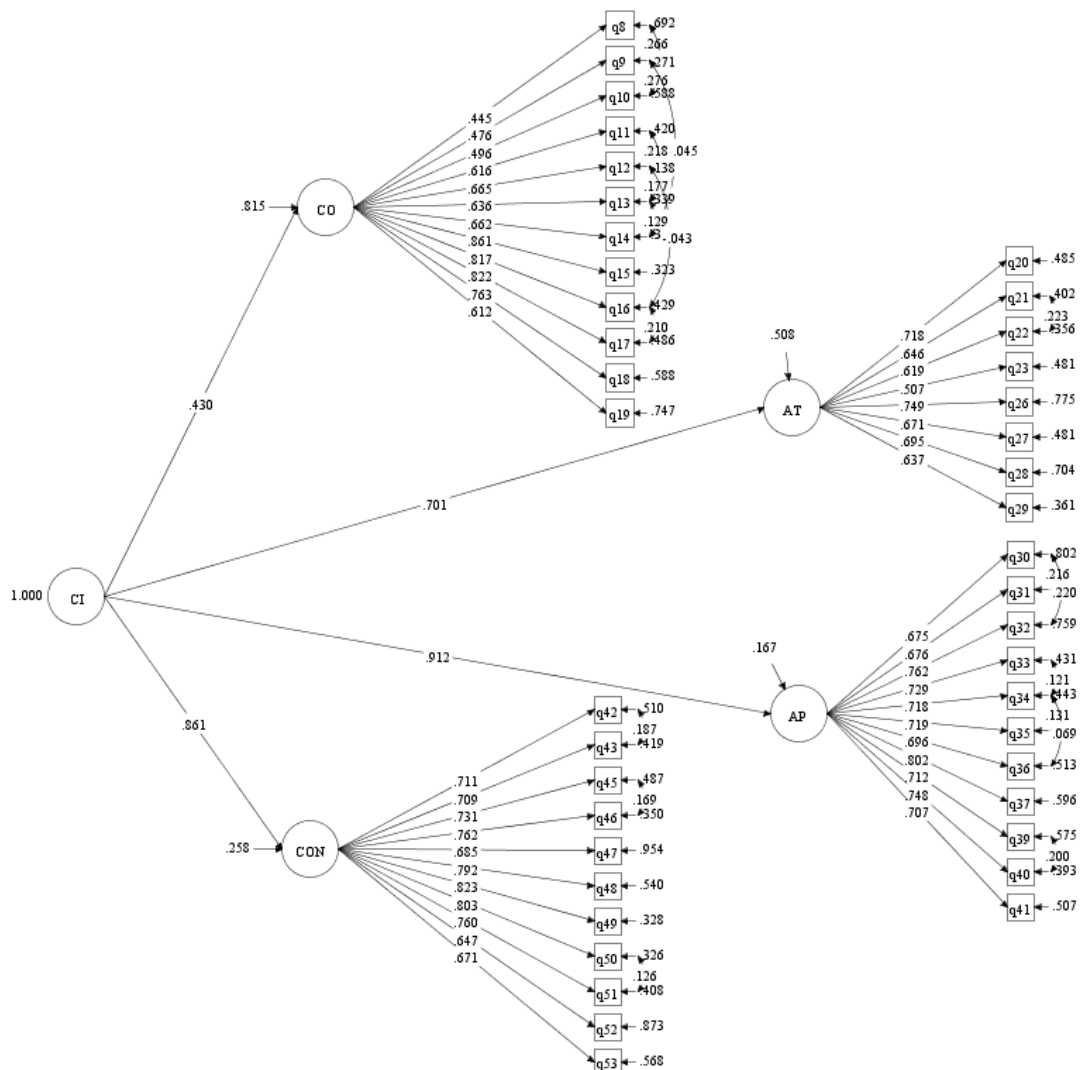 q8 .692
.266
q9 .271
.276
q10 .588
.445
.476
.496
.616
.665
.636
.662
.861
.817
.822
.763
.612
q11 .420
.218 .045
q12 .138
.177
q13 .339
.129
q14 -.043
q15 .323
q16 .429
.210
q17 .486
q18 .588
q19 .747
.815 CO
.430
q20 .485
q21 .402
.223
q22 .356
q23 .481
q26 .775
q27 .481
q28 .704
q29 .361
.718
.646
.619
.507
.749
.671
.695
.637
.508
AT
.701
1.000 CI
.912
.861
q30 .802
.216
q31 .220
q32 .759
q33 .431
.121
q34 .443
.131
q35 .069
q36 .513
q37 .596
q39 .575
.200
q40 .393
q41 .507
.675
.676
.762
.729
.718
.719
.696
.802
.712
.748
.707
.167
AP
q42 .510
.187
q43 .419
q45 .487
.169
q46 .350
q47 .954
q48 .540
q49 .328
q50 .326
.126
q51 .408
q52 .873
q53 .568
.711
.709
.731
.762
.685
.792
.823
.803
.760
.647
.671
.258 CON